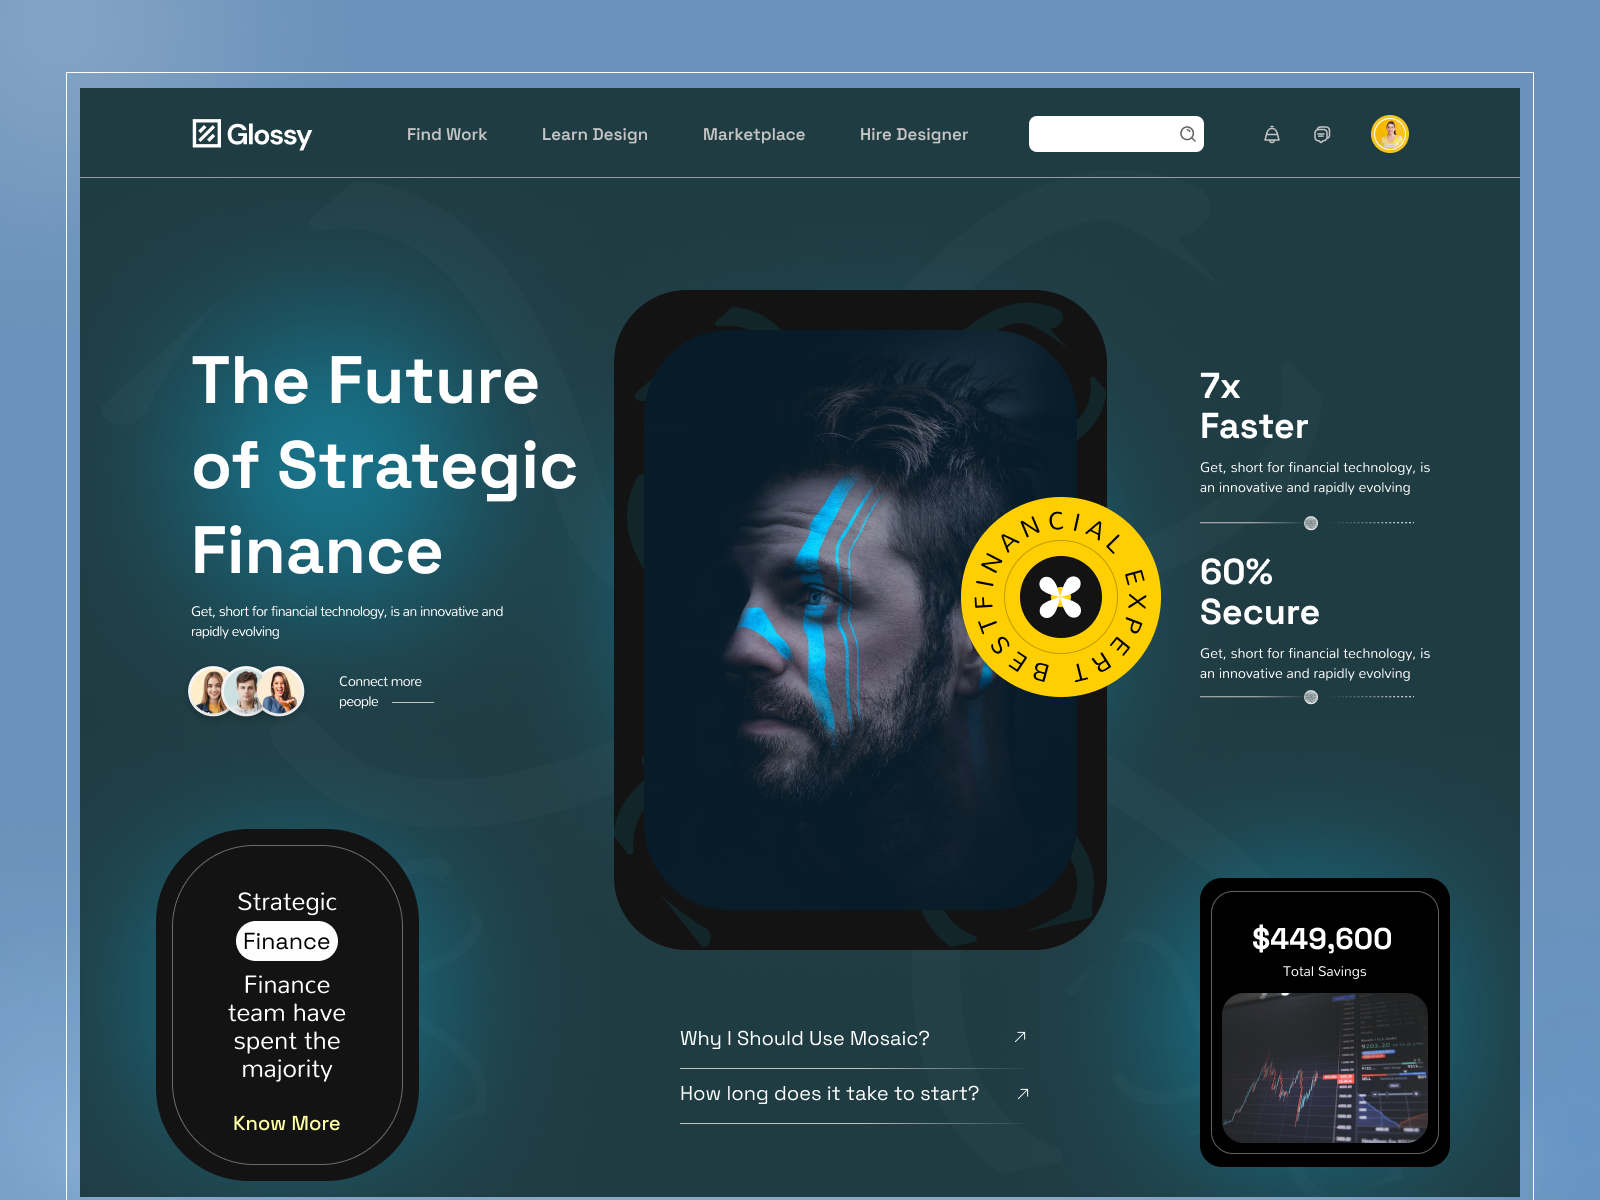 Glossy
Find Work
Learn Design
Marketplace
Hire Designer
The Future
of Strategic
Finance
Get, short for financial technology, is an innovative and
rapidly evolving
Connect more
people
FINANCIAL EXPERT BEST
7x
Faster
Get, short for financial technology, is
an innovative and rapidly evolving
60%
Secure
Get, short for financial technology, is
an innovative and rapidly evolving
Strategic
Finance
Finance
team have
spent the
majority
Know More
Why I Should Use Mosaic?
How long does it take to start?
$449,600
Total Savings
9203.20